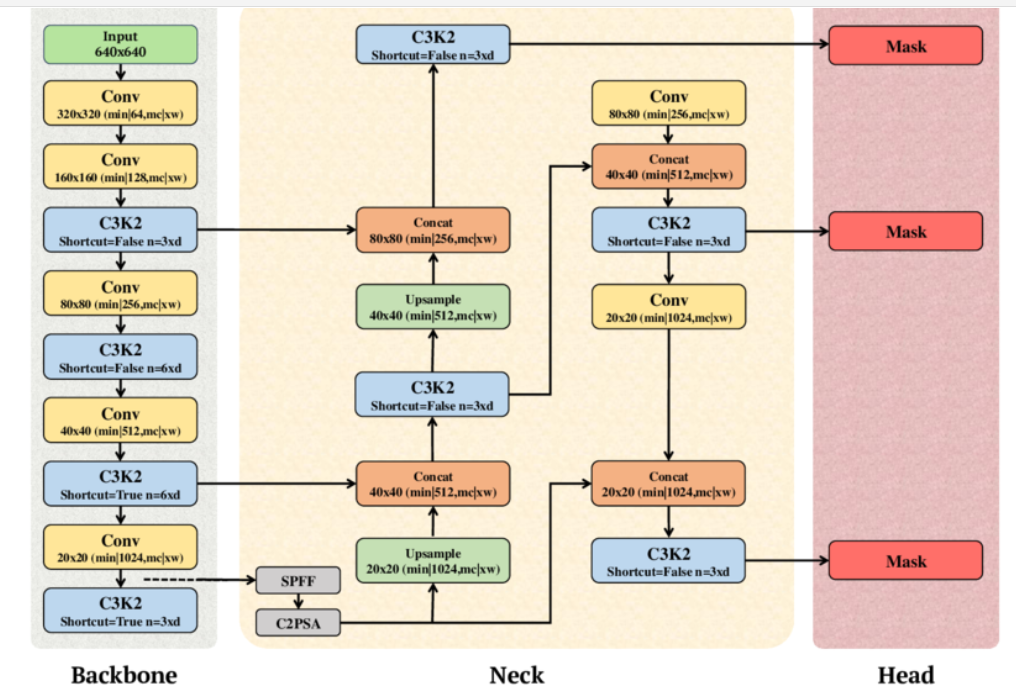 Input
640x640
Conv
320x320 (min|64,mc|xw)
Conv
160x160 (min|128,mc|xw)
C3K2
Shortcut=False n=3xd
Conv
80x80 (min|256,mc|xw)
C3K2
Shortcut=False n=6xd
Conv
40x40 (min|512,mc|xw)
C3K2
Shortcut=True n=6xd
Conv
20x20 (min|1024,mc|xw)
C3K2
Shortcut=True n=3xd
Backbone
C3K2
Shortcut=False n=3xd
Concat
80x80 (min|256,mc|xw)
Upsample
40x40 (min|512,mc|xw)
C3K2
Shortcut=False n=3xd
Concat
40x40 (min|512,mc|xw)
Upsample
20x20 (min|1024,mc|xw)
SPFF
C2PSA
Conv
80x80 (min|256,mc|xw)
Concat
40x40 (min|512,mc|xw)
C3K2
Shortcut=False n=3xd
Conv
20x20 (min|1024,mc|xw)
Concat
20x20 (min|1024,mc|xw)
C3K2
Shortcut=False n=3xd
Neck
Mask
Mask
Mask
Head